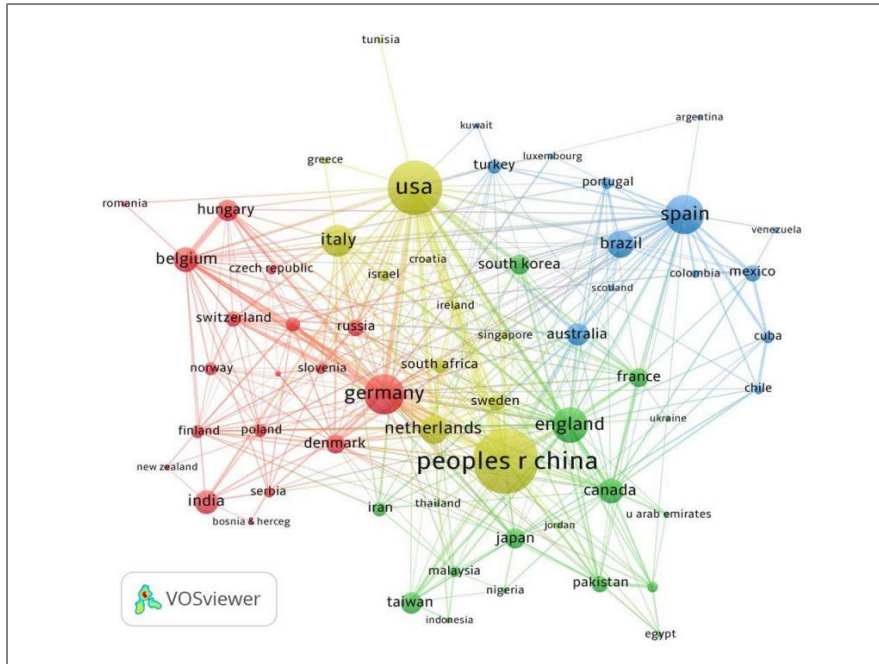 tunisia
argentina
kuwait
luxembourg
greece
turkey
portugal
usa
romania
hungary
spain
italy
brazil
venezuela
belgium
croatia
czech republic
israel
south korea
colombia
mexico
scotland
ireland
switzerland
russia
singapore
australia
cuba
norway
slovenia
south africa
france
chile
germany
sweden
ukraine
finland
poland
netherlands
england
denmark
peoples r china
new zealand
serbia
canada
india
iran
thailand
u arab emirates
bosnia & herceg
jordan
japan
malaysia
pakistan
nigeria
taiwan
indonesia
egypt
VOSviewer